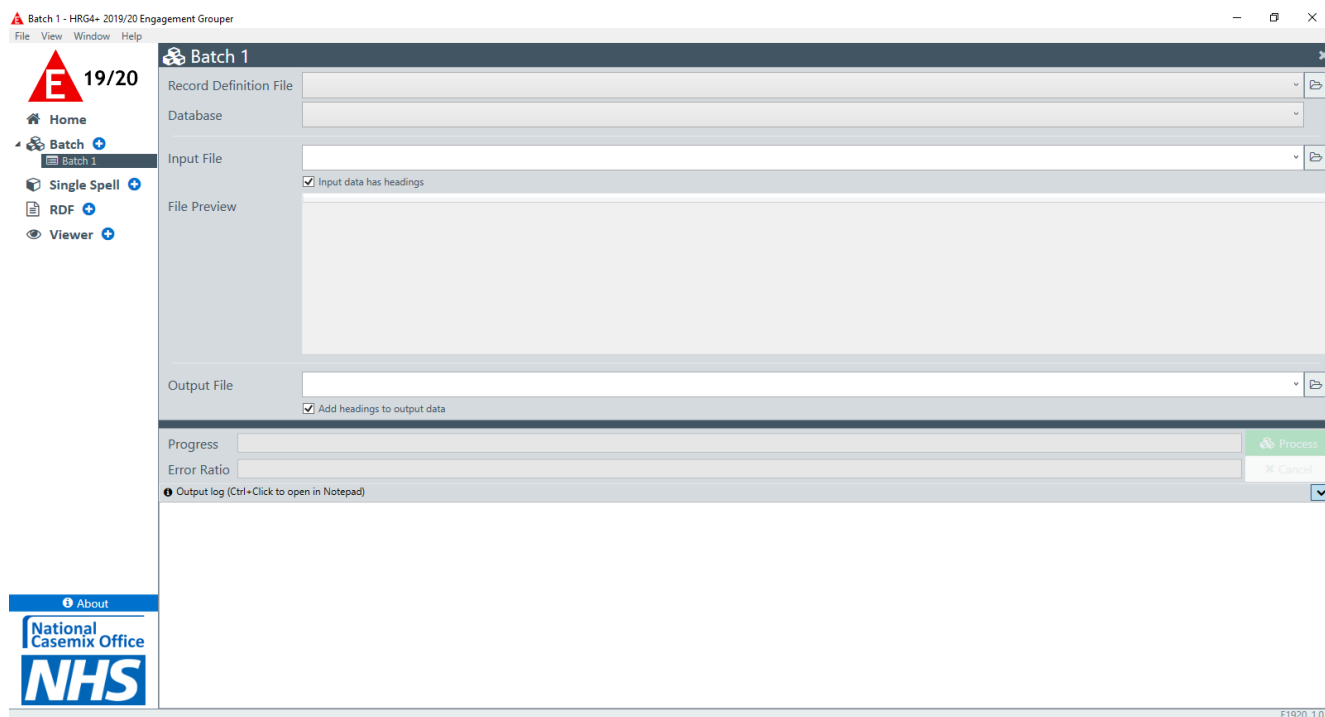 Batch 1 - HRG4+ 2019/20 Engagement Grouper
File View Window Help
E 19/20
Home
Batch
Batch 1
Single Spell
RDF
Viewer
Batch 1
Record Definition File
Database
Input File
Input data has headings
File Preview
Output File
Add headings to output data
Progress
Process
Error Ratio
Cancel
Output log (Ctrl+Click to open in Notepad)
About
National
Casemix Office
NHS
E1920_1.0